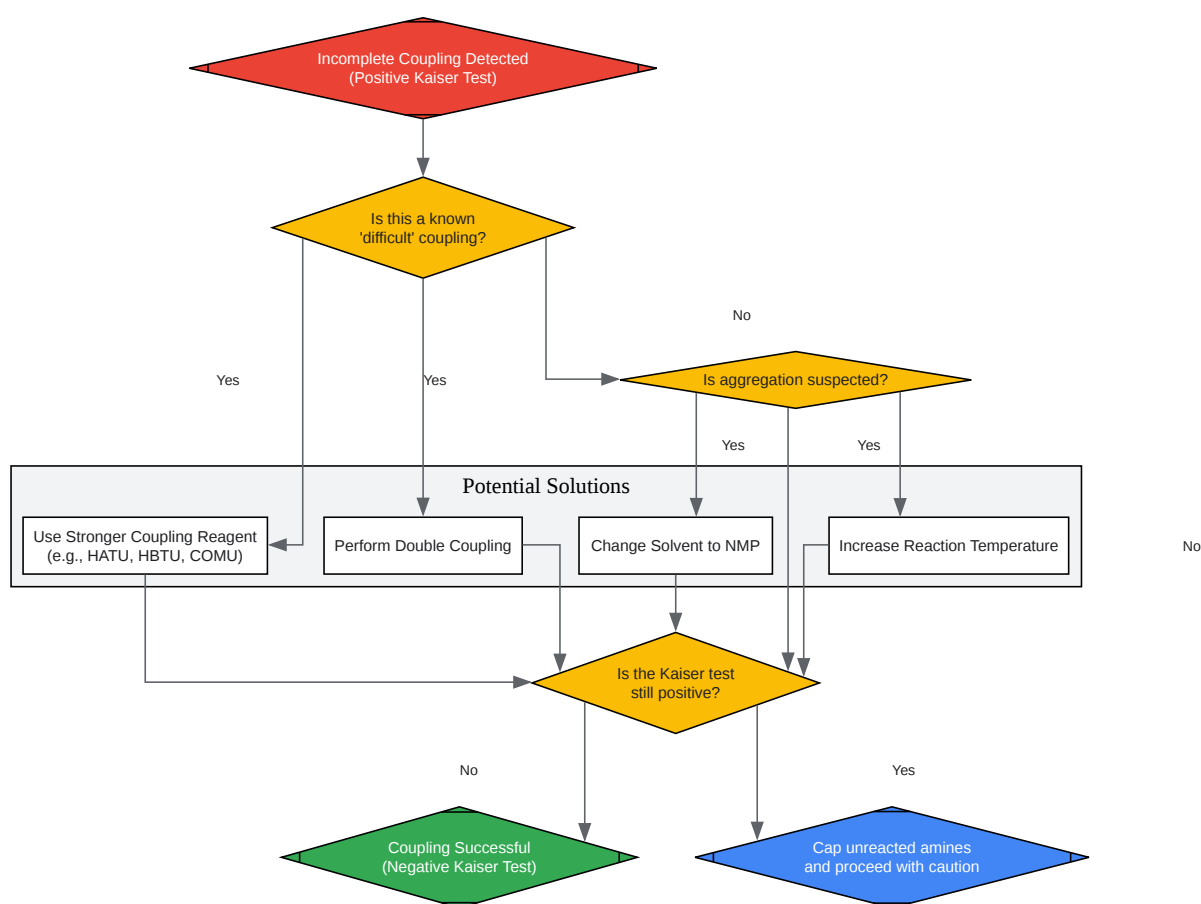 Incomplete Coupling Detected
(Positive Kaiser Test)
Is this a known
'difficult' coupling?
No
Yes
Yes
Is aggregation suspected?
Yes
Yes
Potential Solutions
Use Stronger Coupling Reagent
(e.g., HATU, HBTU, COMU)
Perform Double Coupling
Change Solvent to NMP
Increase Reaction Temperature
No
Is the Kaiser test
still positive?
No
Yes
Coupling Successful
(Negative Kaiser Test)
Cap unreacted amines
and proceed with caution